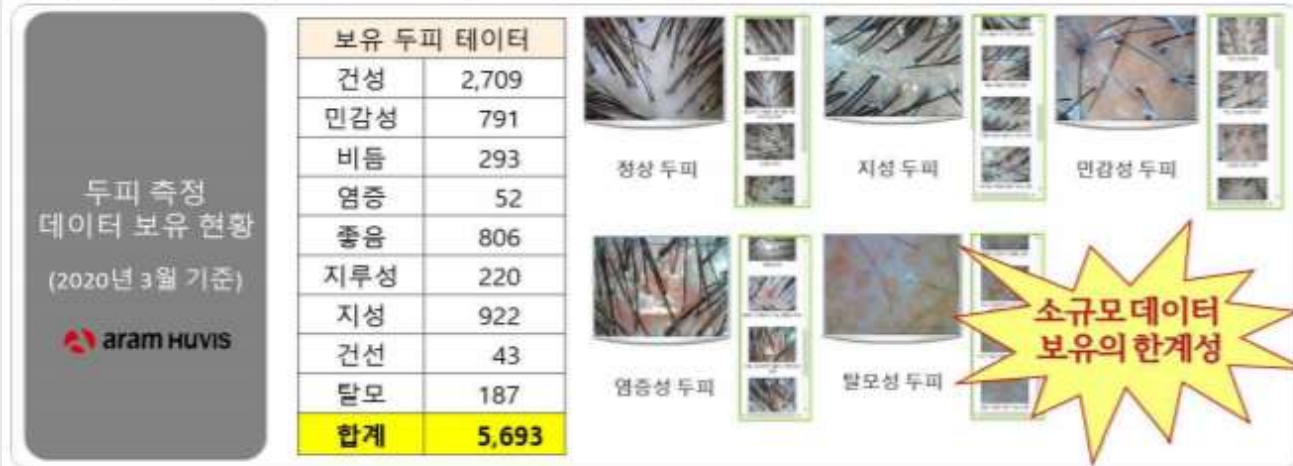 두피 측정
데이터 보유 현황
(2020년 3월 기준)
aram HUVIS
보유 두피 테이터
건성 2,709
민감성 791
비듬 293
염증 52
좋음 806
지루성 220
지성 922
건선 43
탈모 187
합계 5,693
정상 두피
지성 두피
민감성 두피
염증성 두피
탈모성 두피
소규모 데이터
보유의 한계성